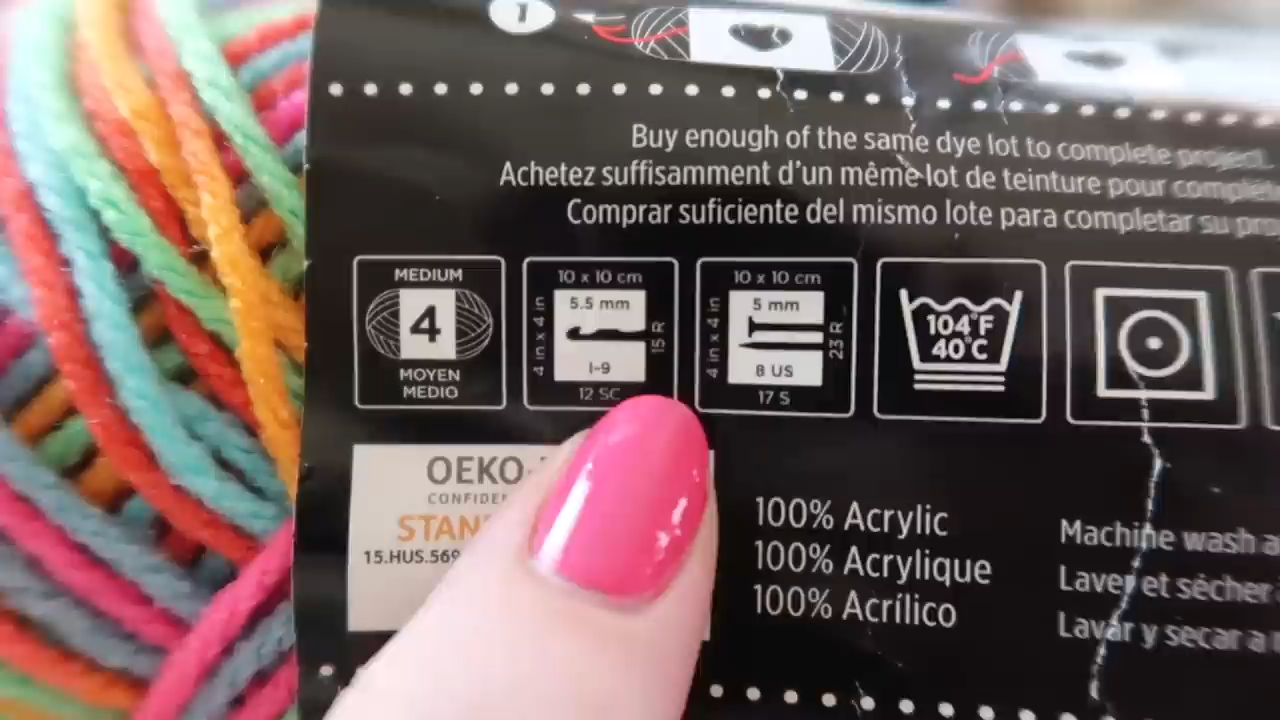 1
Buy enough of the same dye lot to complete project.
Achetez suffisamment d'un même lot de teinture pour
Comprar suficiente del mismo lote para completar su
MEDIUM
4
MOYEN
MEDIO
10 x 10 cm
4 in x 4 in
5.5 mm
I-9
15 R
12 SC
10 x 10 cm
4 in x 4 in
5 mm
8 US
23 R
17 S
104°F
40°C
OEKO-
CONFIDEN
STAN
15.HUS.569
100% Acrylic
100% Acrylique
100% Acrílico
Machine wash
Laver et sécher
Lavar y secar a